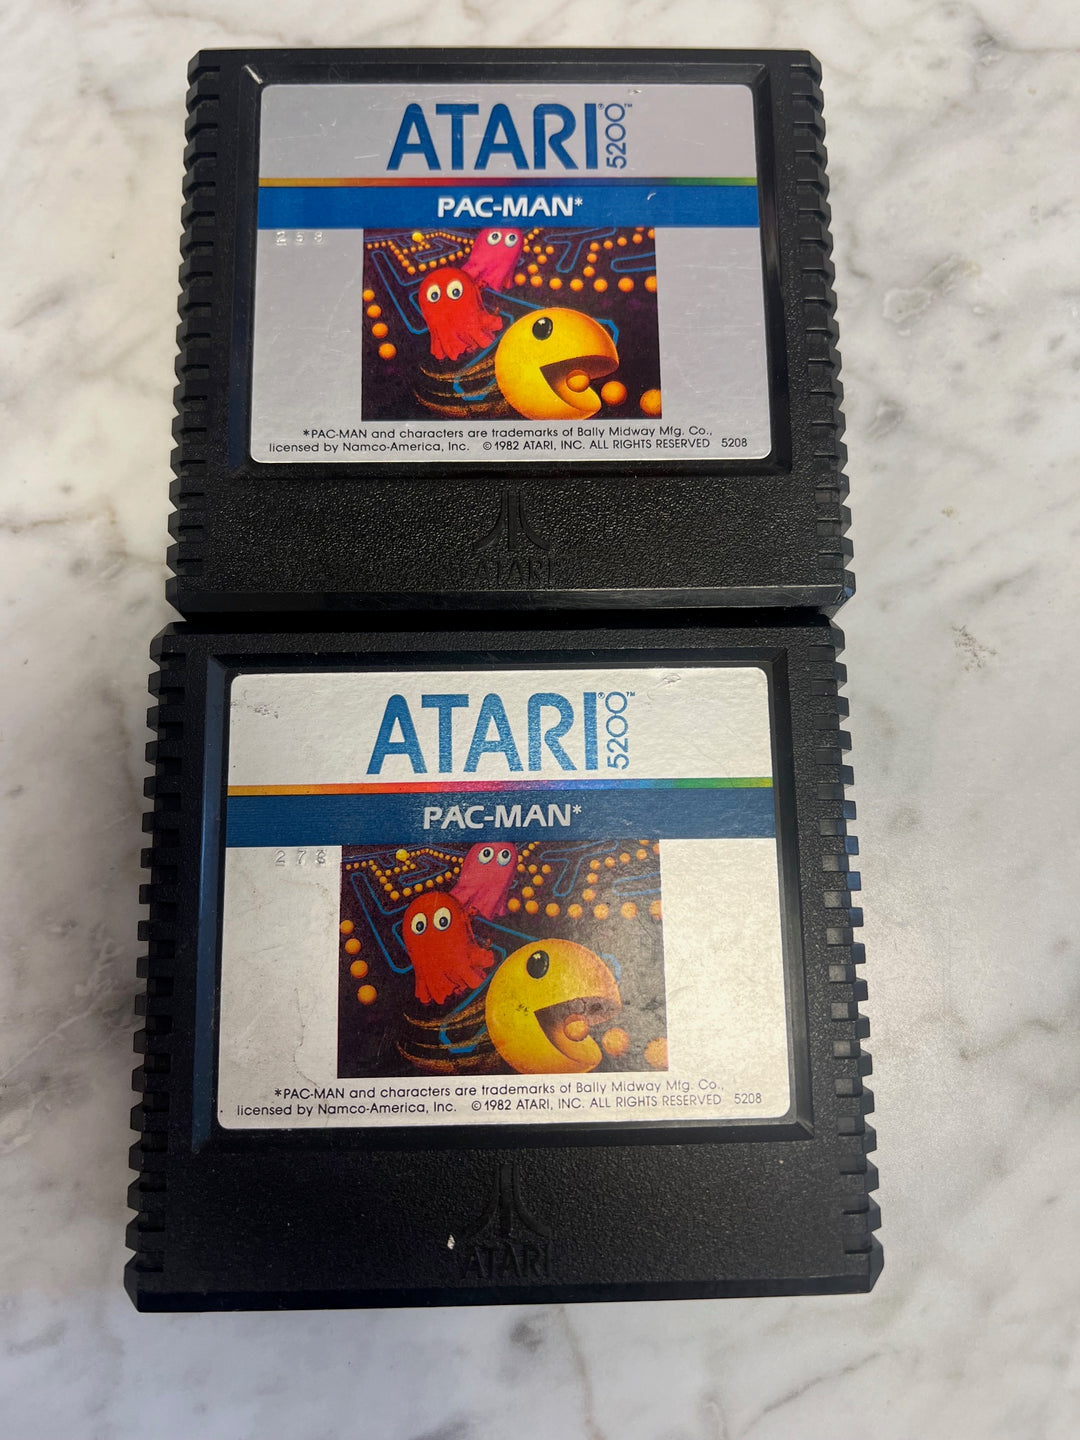 ATARI® 5200™
PAC-MAN*
*PAC-MAN and characters are trademarks of Bally Midway Mfg. Co.,
licensed by Namco-America, Inc. ©1982 ATARI, INC. ALL RIGHTS RESERVED 5208
ATARI
ATARI® 5200™
PAC-MAN*
*PAC-MAN and characters are trademarks of Bally Midway Mfg. Co.,
licensed by Namco-America, Inc. ©1982 ATARI, INC. ALL RIGHTS RESERVED 5208
ATARI